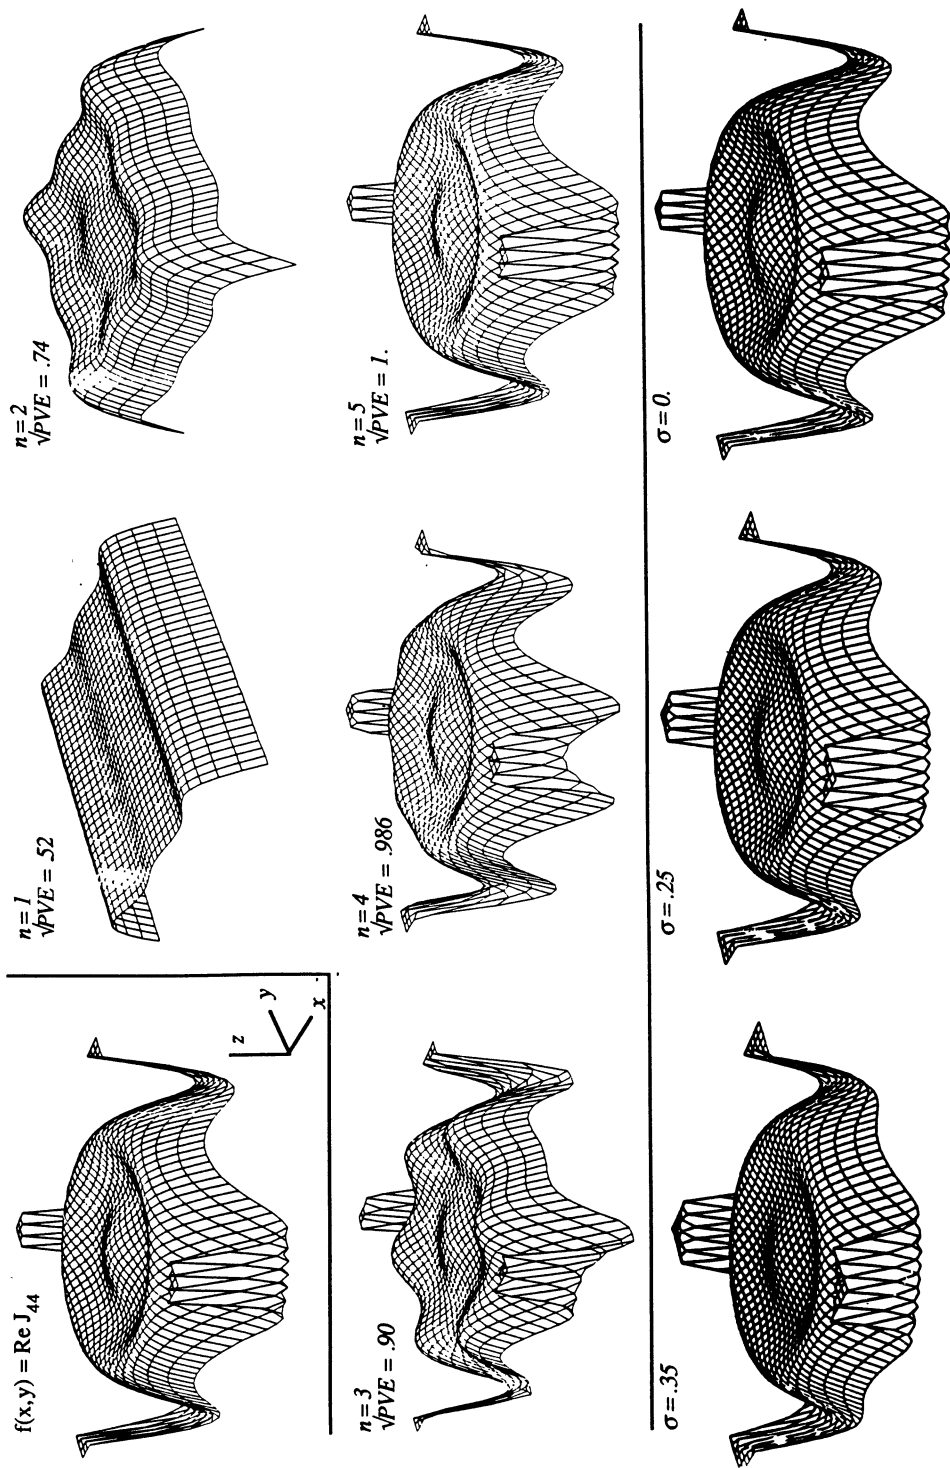 f(x,y) = Re J44
z
y
x
n=1
√PVE = .52
n=2
√PVE = .74
n=3
√PVE = .90
n=4
√PVE = .986
n=5
√PVE = 1.
σ=.35
σ=.25
σ=0.